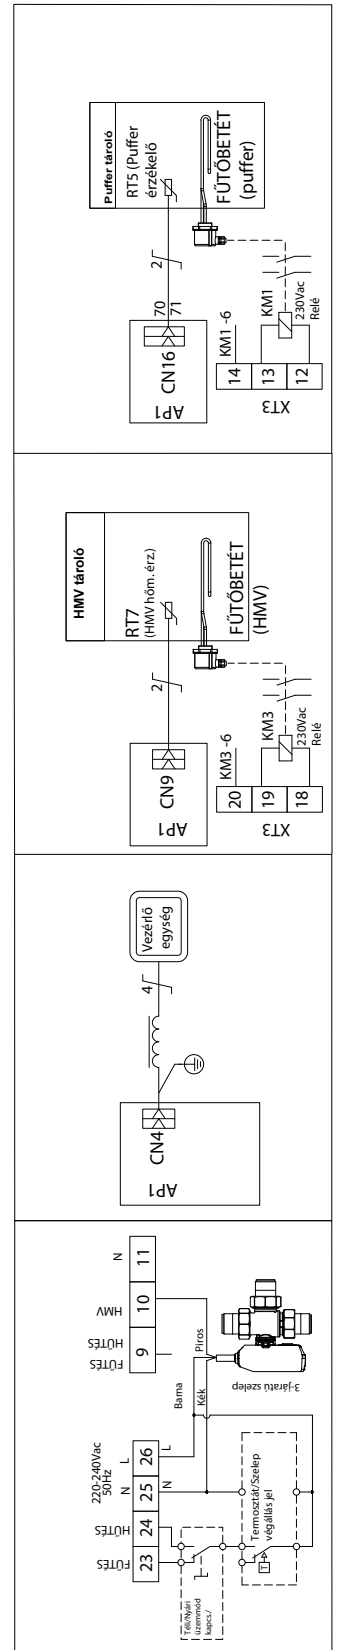 Puffer tároló
RT5 (Puffer
érzékelő
FŰTŐBETÉT
(puffer)
2
70
71
CN16
AP1
KM1 -6
14
13
12
XT3
KM1
230Vac
Relé
HMV tároló
RT7
(HMV hőm. érz.)
FŰTŐBETÉT
(HMV)
2
CN9
AP1
KM3 -6
20
19
18
XT3
KM3
230Vac
Relé
Vezérlő
egység
4
CN4
AP1
FŰTÉS
HŰTÉS
HMV
N
9
10
11
3-járatú szelep
Piros
Barna
Kék
220-240Vac
50Hz
FŰTÉS
HŰTÉS
N
L
23
24
25
26
N
L
Téli/Nyári
üzemmód
kapcs./
Termosztát/Szelep
végállás jel
T